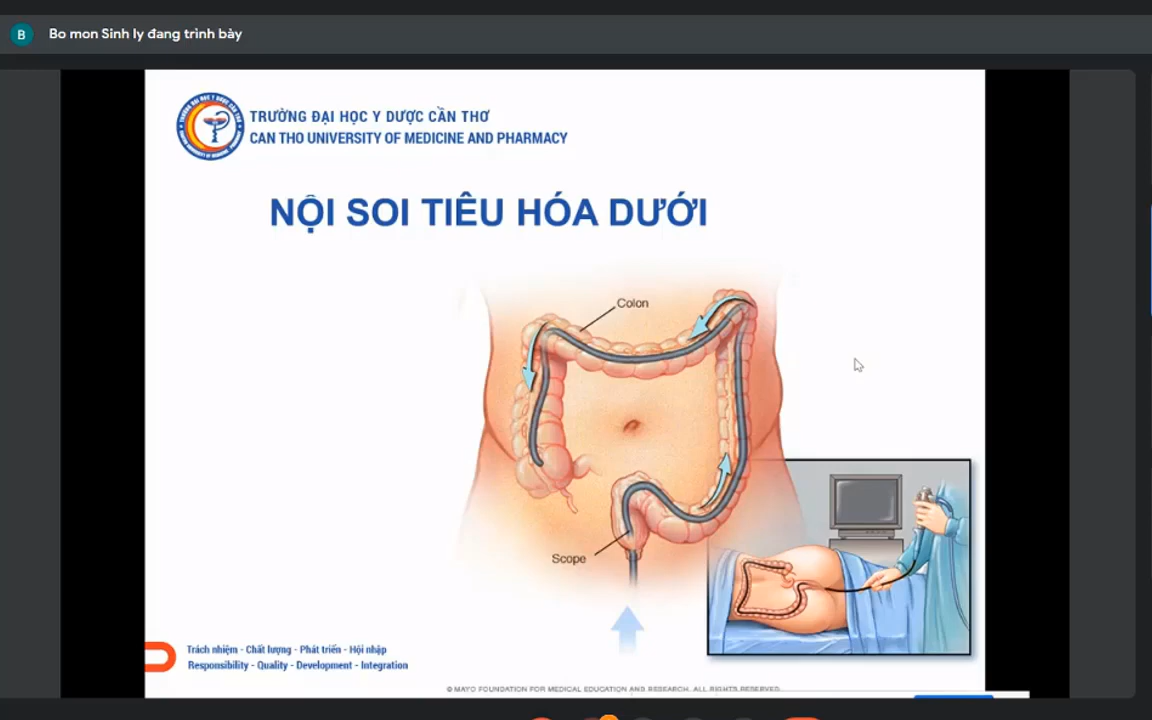 B
Bo mon Sinh ly đang trình bày
TRƯỜNG ĐẠI HỌC Y DƯỢC CẦN THƠ
CAN THO UNIVERSITY OF MEDICINE AND PHARMACY
NỘI SOI TIÊU HÓA DƯỚI
Colon
Scope
Trách nhiệm - Chất lượng - Phát triển - Hội nhập
Responsibility - Quality - Development - Integration
© MAYO FOUNDATION FOR MEDICAL EDUCATION AND RESEARCH. ALL RIGHTS RESERVED.